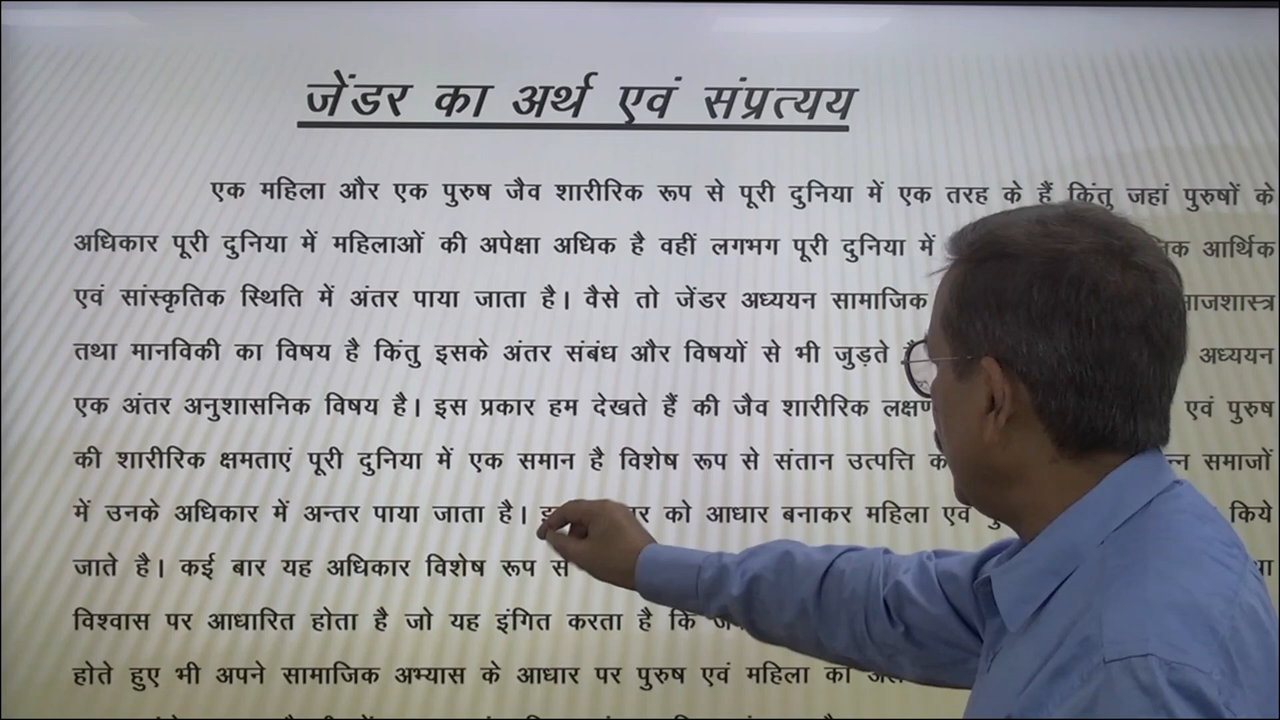 जेंडर का अर्थ एवं संप्रत्यय
एक महिला और एक पुरुष जैव शारीरिक रूप से पूरी दुनिया में एक तरह के हैं किंतु जहां पुरुषों के
अधिकार पूरी दुनिया में महिलाओं की अपेक्षा अधिक है वहीं लगभग पूरी दुनिया में आर्थिक
एवं सांस्कृतिक स्थिति में अंतर पाया जाता है। वैसे तो जेंडर अध्ययन सामाजिक
तथा मानविकी का विषय है किंतु इसके अंतर संबंध और विषयों से भी जुड़ते अध्ययन
एक अंतर अनुशासनिक विषय है। इस प्रकार हम देखते हैं की जैव शारीरिक एवं पुरुष
की शारीरिक क्षमताएं पूरी दुनिया में एक समान है विशेष रूप से संतान उत्पत्ति समाजों
में उनके अधिकार में अन्तर पाया जाता है। को आधार बनाकर महिला एवं किये
जाते है। कई बार यह अधिकार विशेष रूप से
विश्वास पर आधारित होता है जो यह इंगित करता है कि
होते हुए भी अपने सामाजिक अभ्यास के आधार पर पुरुष एवं महिला को